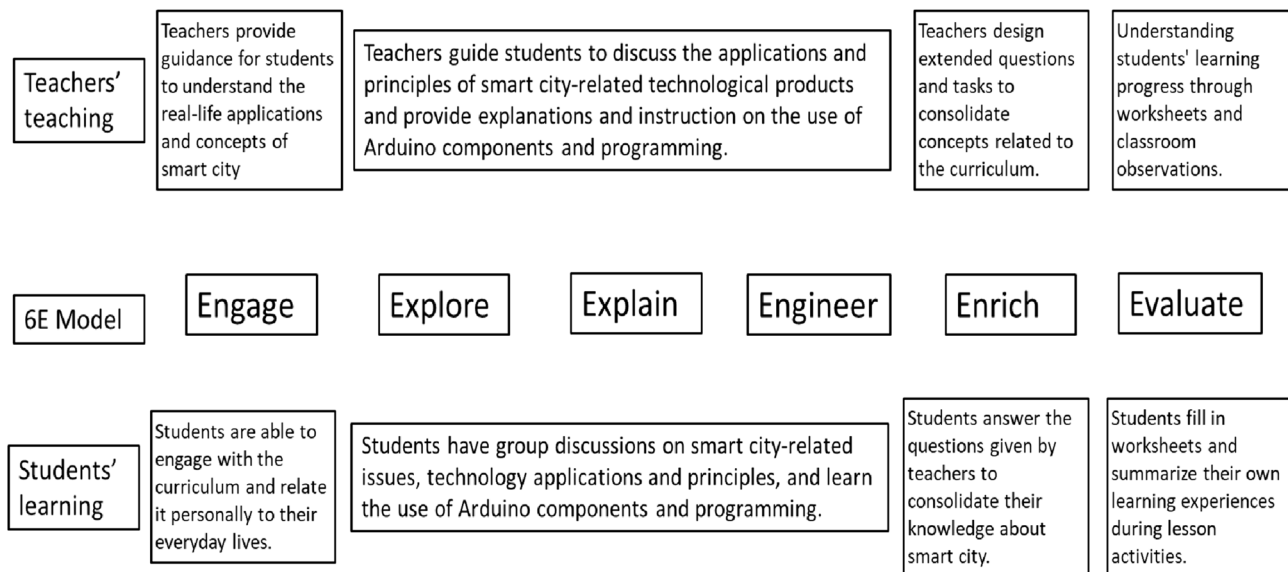 Teachers'
teaching
Teachers provide
guidance for students
to understand the
real-life applications
and concepts of
smart city
Teachers guide students to discuss the applications and
principles of smart city-related technological products
and provide explanations and instruction on the use of
Arduino components and programming.
Teachers design
extended questions
and tasks to
consolidate
concepts related to
the curriculum.
Understanding
students' learning
progress through
worksheets and
classroom
observations.
6E Model
Engage
Explore
Explain
Engineer
Enrich
Evaluate
Students'
learning
Students are able to
engage with the
curriculum and relate
it personally to their
everyday lives.
Students have group discussions on smart city-related
issues, technology applications and principles, and learn
the use of Arduino components and programming.
Students answer the
questions given by
teachers to
consolidate their
knowledge about
smart city.
Students fill in
worksheets and
summarize their own
learning experiences
during lesson
activities.